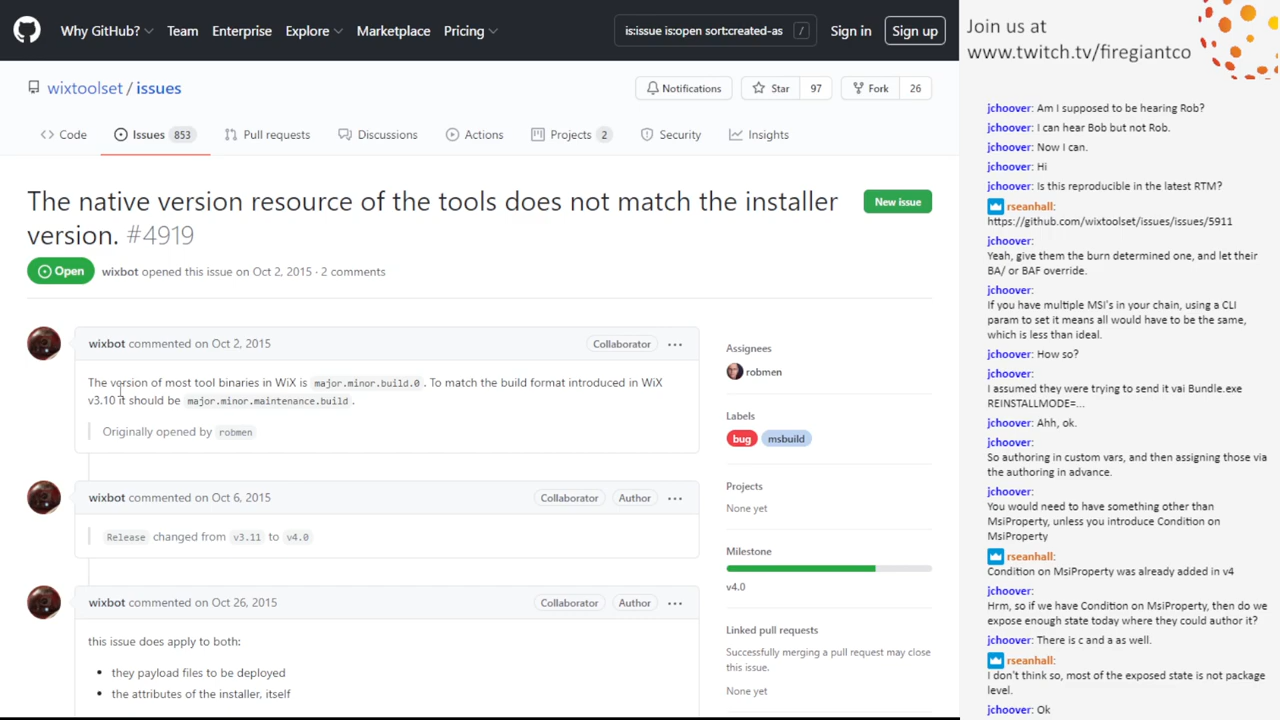 Why GitHub? Team Enterprise Explore Marketplace Pricing
is:issue is:open sort:created-as /
Sign in Sign up
wixtoolset / issues
Notifications Star 97 Fork 26
Code Issues 853 Pull requests Discussions Actions Projects 2 Security Insights
The native version resource of the tools does not match the installer
version. #4919
New issue
Open wixbot opened this issue on Oct 2, 2015 · 2 comments
wixbot commented on Oct 2, 2015 Collaborator ...
The version of most tool binaries in WiX is major.minor.build.0 . To match the build format introduced in WiX
v3.10 it should be major.minor.maintenance.build .
Originally opened by robmen
wixbot commented on Oct 6, 2015 Collaborator Author ...
Release changed from v3.11 to v4.0
wixbot commented on Oct 26, 2015 Collaborator Author ...
this issue does apply to both:
• they payload files to be deployed
• the attributes of the installer, itself
Assignees
robmen
Labels
bug msbuild
Projects
None yet
Milestone
v4.0
Linked pull requests
Successfully merging a pull request may close
this issue.
None yet
Join us at
www.twitch.tv/firegiantco
jchoover: Am I supposed to be hearing Rob?
jchoover: I can hear Bob but not Rob.
jchoover: Now I can.
jchoover: Hi
jchoover: Is this reproducible in the latest RTM?
rseanhall:
https://github.com/wixtoolset/issues/issues/5911
jchoover:
Yeah, give them the burn determined one, and let their
BA/ or BAF override.
jchoover:
If you have multiple MSI's in your chain, using a CLI
param to set it means all would have to be the same,
which is less than ideal.
jchoover: How so?
jchoover:
I assumed they were trying to send it vai Bundle.exe
REINSTALLMODE=...
jchoover: Ahh, ok.
jchoover:
So authoring in custom vars, and then assigning those via
the authoring in advance.
jchoover:
You would need to have something other than
MsiProperty, unless you introduce Condition on
MsiProperty
rseanhall:
Condition on MsiProperty was already added in v4
jchoover:
Hrm, so if we have Condition on MsiProperty, then do we
expose enough state today where they could author it?
jchoover: There is c and a as well.
rseanhall:
I don't think so, most of the exposed state is not package
level.
jchoover: Ok